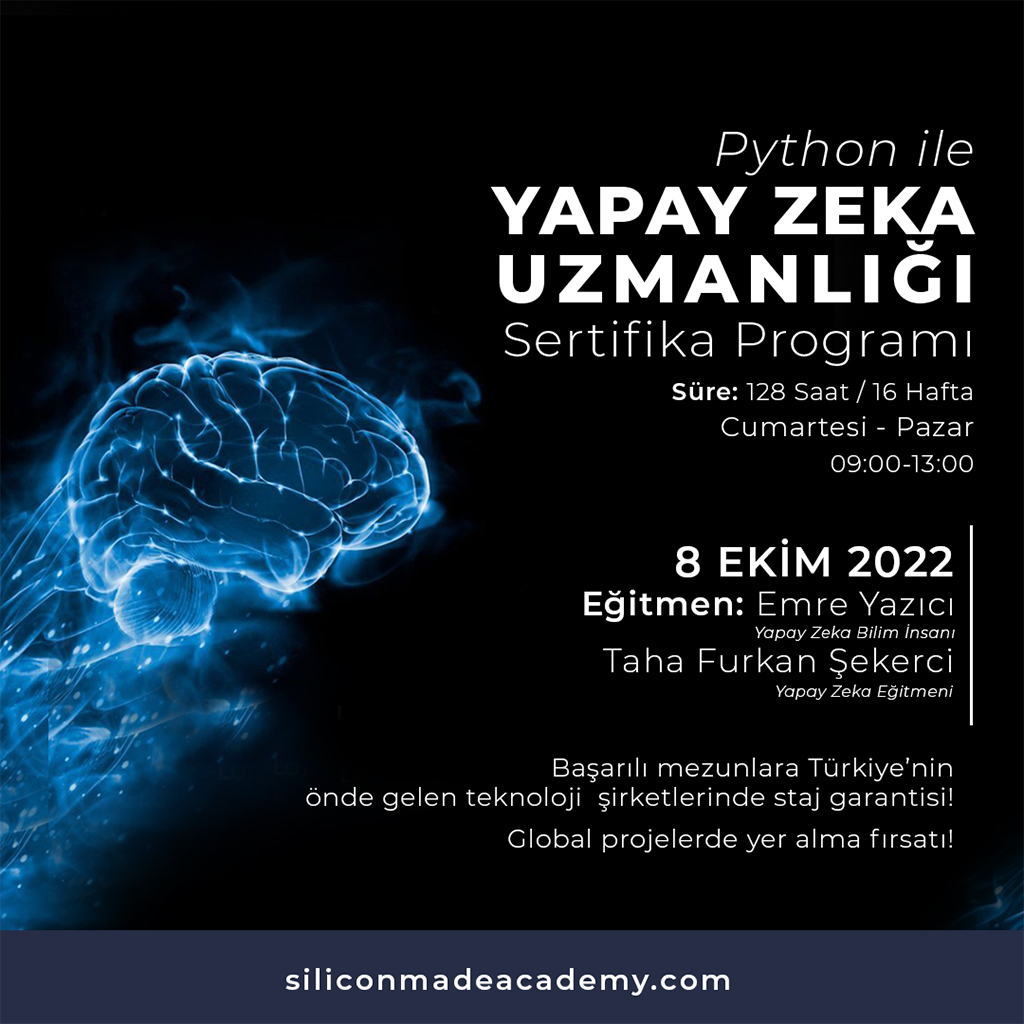 Python ile
YAPAY ZEKA
UZMANLIĞI
Sertifika Programı
Süre: 128 Saat / 16 Hafta
Cumartesi - Pazar
09:00-13:00
8 EKİM 2022
Eğitmen: Emre Yazıcı
Yapay Zeka Bilim İnsanı
Taha Furkan Şekerci
Yapay Zeka Eğitmeni
Başarılı mezunlara Türkiye’nin
önde gelen teknoloji  şirketlerinde staj garantisi!
Global projelerde yer alma fırsatı!
siliconmadeacademy.com